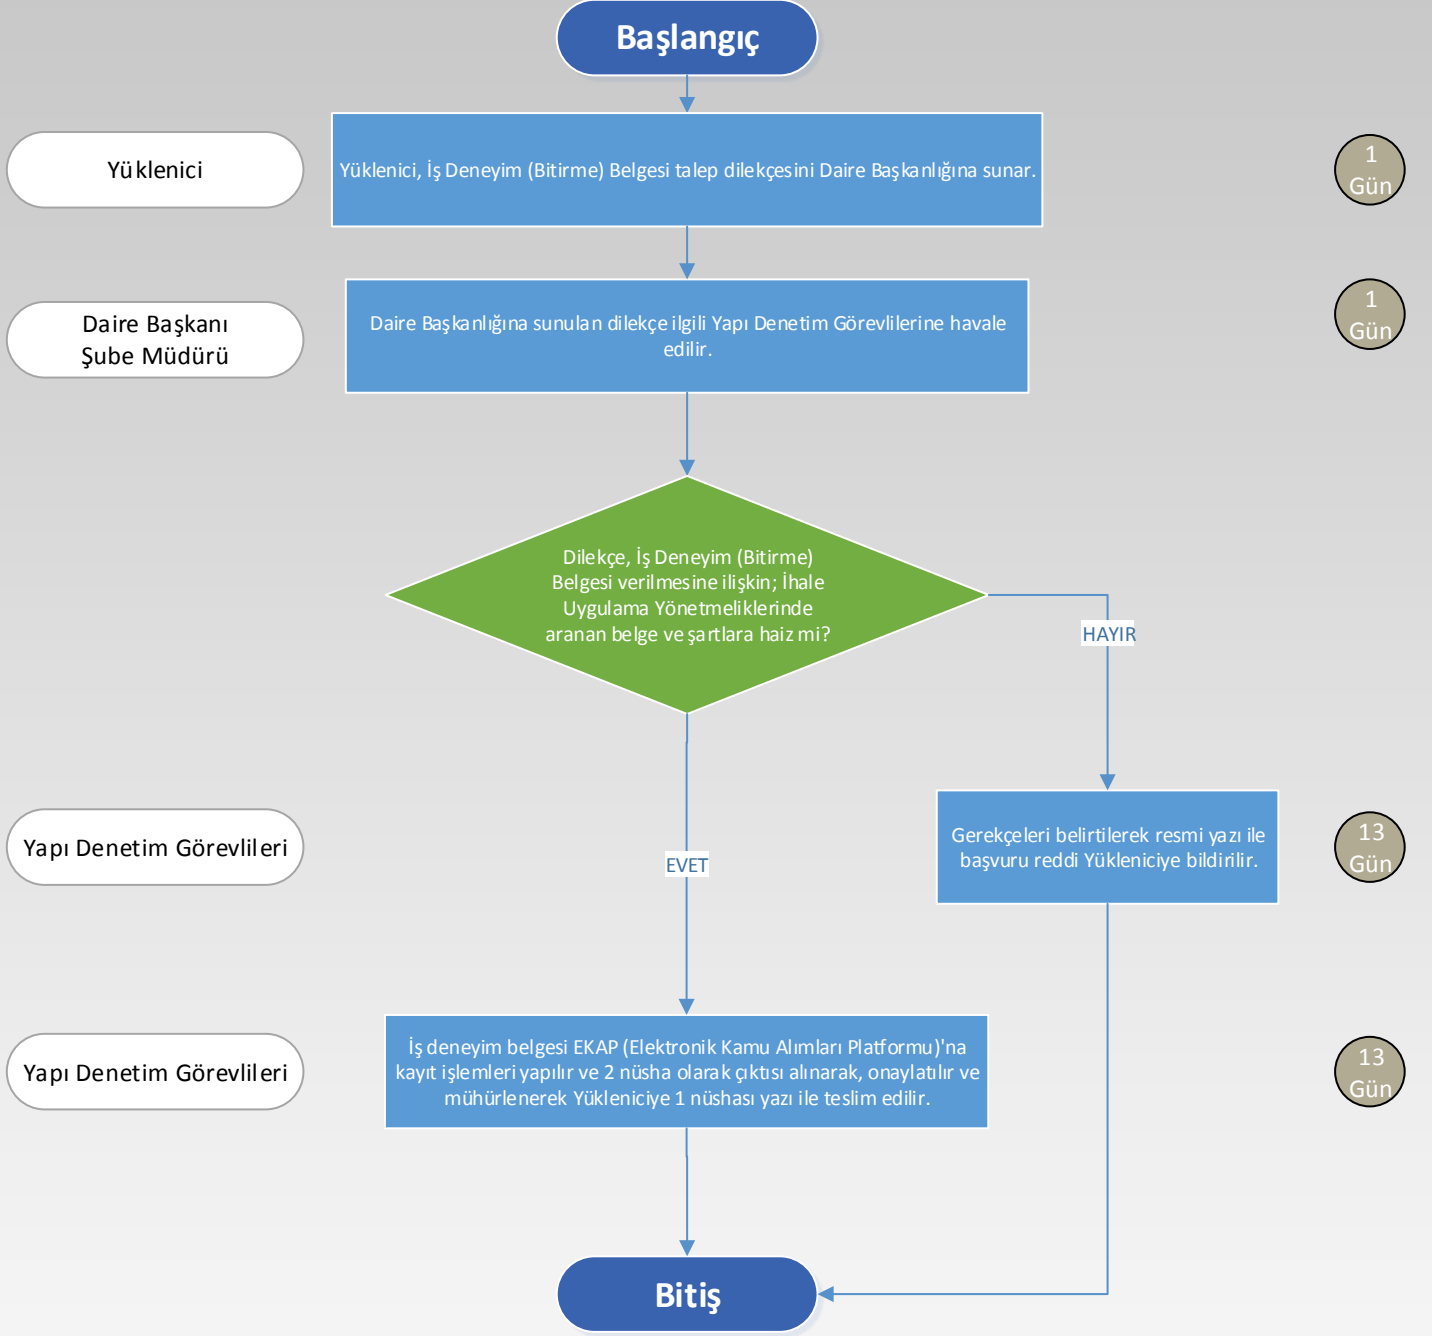 Başlangıç
Yüklenici
Yüklenici, İş Deneyim (Bitirme) Belgesi talep dilekçesini Daire Başkanlığına sunar.
1
Gün
Daire Başkanı
Şube Müdürü
Daire Başkanlığına sunulan dilekçe ilgili Yapı Denetim Görevlilerine havale
edilir.
1
Gün
Dilekçe, İş Deneyim (Bitirme)
Belgesi verilmesine ilişkin; İhale
Uygulama Yönetmeliklerinde
aranan belge ve şartlara haiz mi?
HAYIR
Yapı Denetim Görevlileri
EVET
Gerekçeleri belirtilerek resmi yazı ile
başvuru reddi Yükleniciye bildirilir.
13
Gün
Yapı Denetim Görevlileri
İş deneyim belgesi EKAP (Elektronik Kamu Alımları Platformu)'na
kayıt işlemleri yapılır ve 2 nüsha olarak çıktısı alınarak, onaylatılır ve
mühürlenerek Yükleniciye 1 nüshası yazı ile teslim edilir.
13
Gün
Bitiş